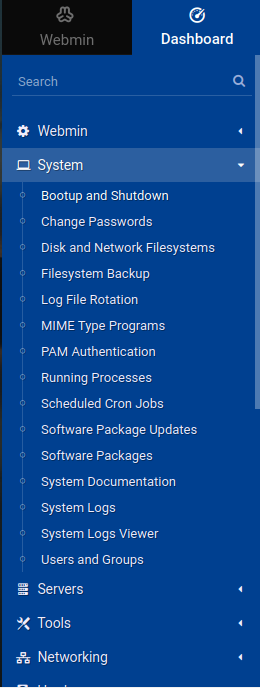 Webmin
Dashboard
Search
Webmin
System
Bootup and Shutdown
Change Passwords
Disk and Network Filesystems
Filesystem Backup
Log File Rotation
MIME Type Programs
PAM Authentication
Running Processes
Scheduled Cron Jobs
Software Package Updates
Software Packages
System Documentation
System Logs
System Logs Viewer
Users and Groups
Servers
Tools
Networking